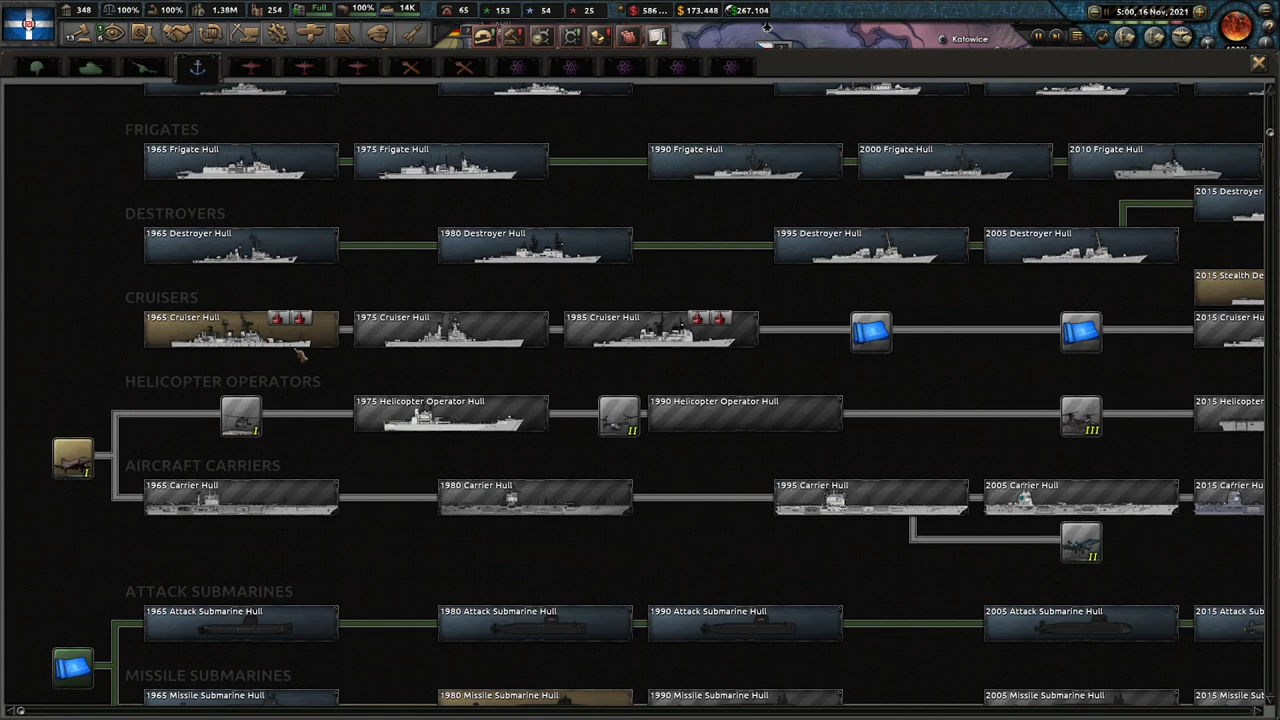 348 100% 100% 1.38M 254 Full 100% 14K 65 153 54 25 586 ... 173.448 267.104 5:00, 16 Nov, 2021
13 1 6
Katowice
100%
FRIGATES
1965 Frigate Hull 1975 Frigate Hull 1990 Frigate Hull 2000 Frigate Hull 2010 Frigate Hull
2015 Destroyer
DESTROYERS
1965 Destroyer Hull 1980 Destroyer Hull 1995 Destroyer Hull 2005 Destroyer Hull
2015 Stealth De
CRUISERS
1965 Cruiser Hull 1975 Cruiser Hull 1985 Cruiser Hull 2015 Cruiser Hu
HELICOPTER OPERATORS
1975 Helicopter Operator Hull 1990 Helicopter Operator Hull 2015 Helicopter
I II III
AIRCRAFT CARRIERS
I
1965 Carrier Hull 1980 Carrier Hull 1995 Carrier Hull 2005 Carrier Hull 2015 Carrier Hu
II
ATTACK SUBMARINES
1965 Attack Submarine Hull 1980 Attack Submarine Hull 1990 Attack Submarine Hull 2005 Attack Submarine Hull 2015 Attack Sub
MISSILE SUBMARINES
1965 Missile Submarine Hull 1980 Missile Submarine Hull 1990 Missile Submarine Hull 2005 Missile Submarine Hull 2015 Missile Su